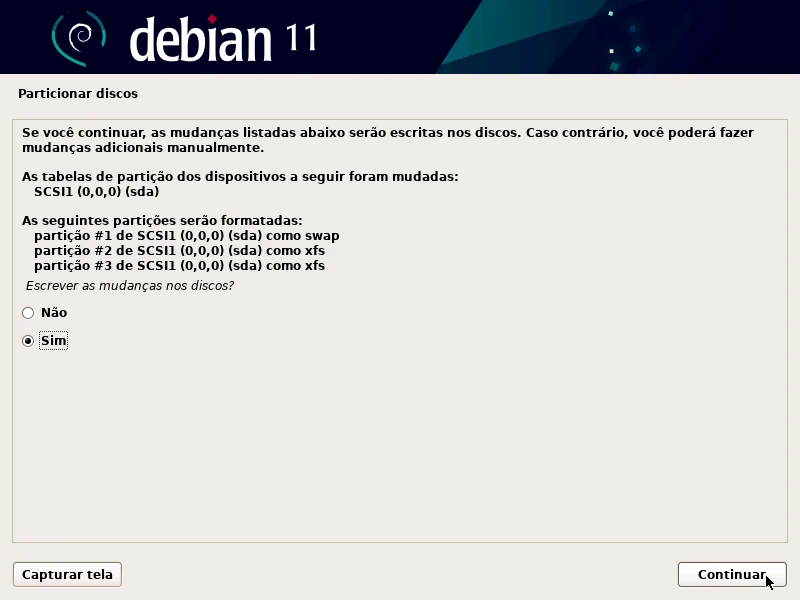 debian 11
Particionar discos
Se você continuar, as mudanças listadas abaixo serão escritas nos discos. Caso contrário, você poderá fazer
mudanças adicionais manualmente.
As tabelas de partição dos dispositivos a seguir foram mudadas:
SCSI1 (0,0,0) (sda)
As seguintes partições serão formatadas:
partição #1 de SCSI1 (0,0,0) (sda) como swap
partição #2 de SCSI1 (0,0,0) (sda) como xfs
partição #3 de SCSI1 (0,0,0) (sda) como xfs
Escrever as mudanças nos discos?
Não
Sim
Capturar tela
Continuar